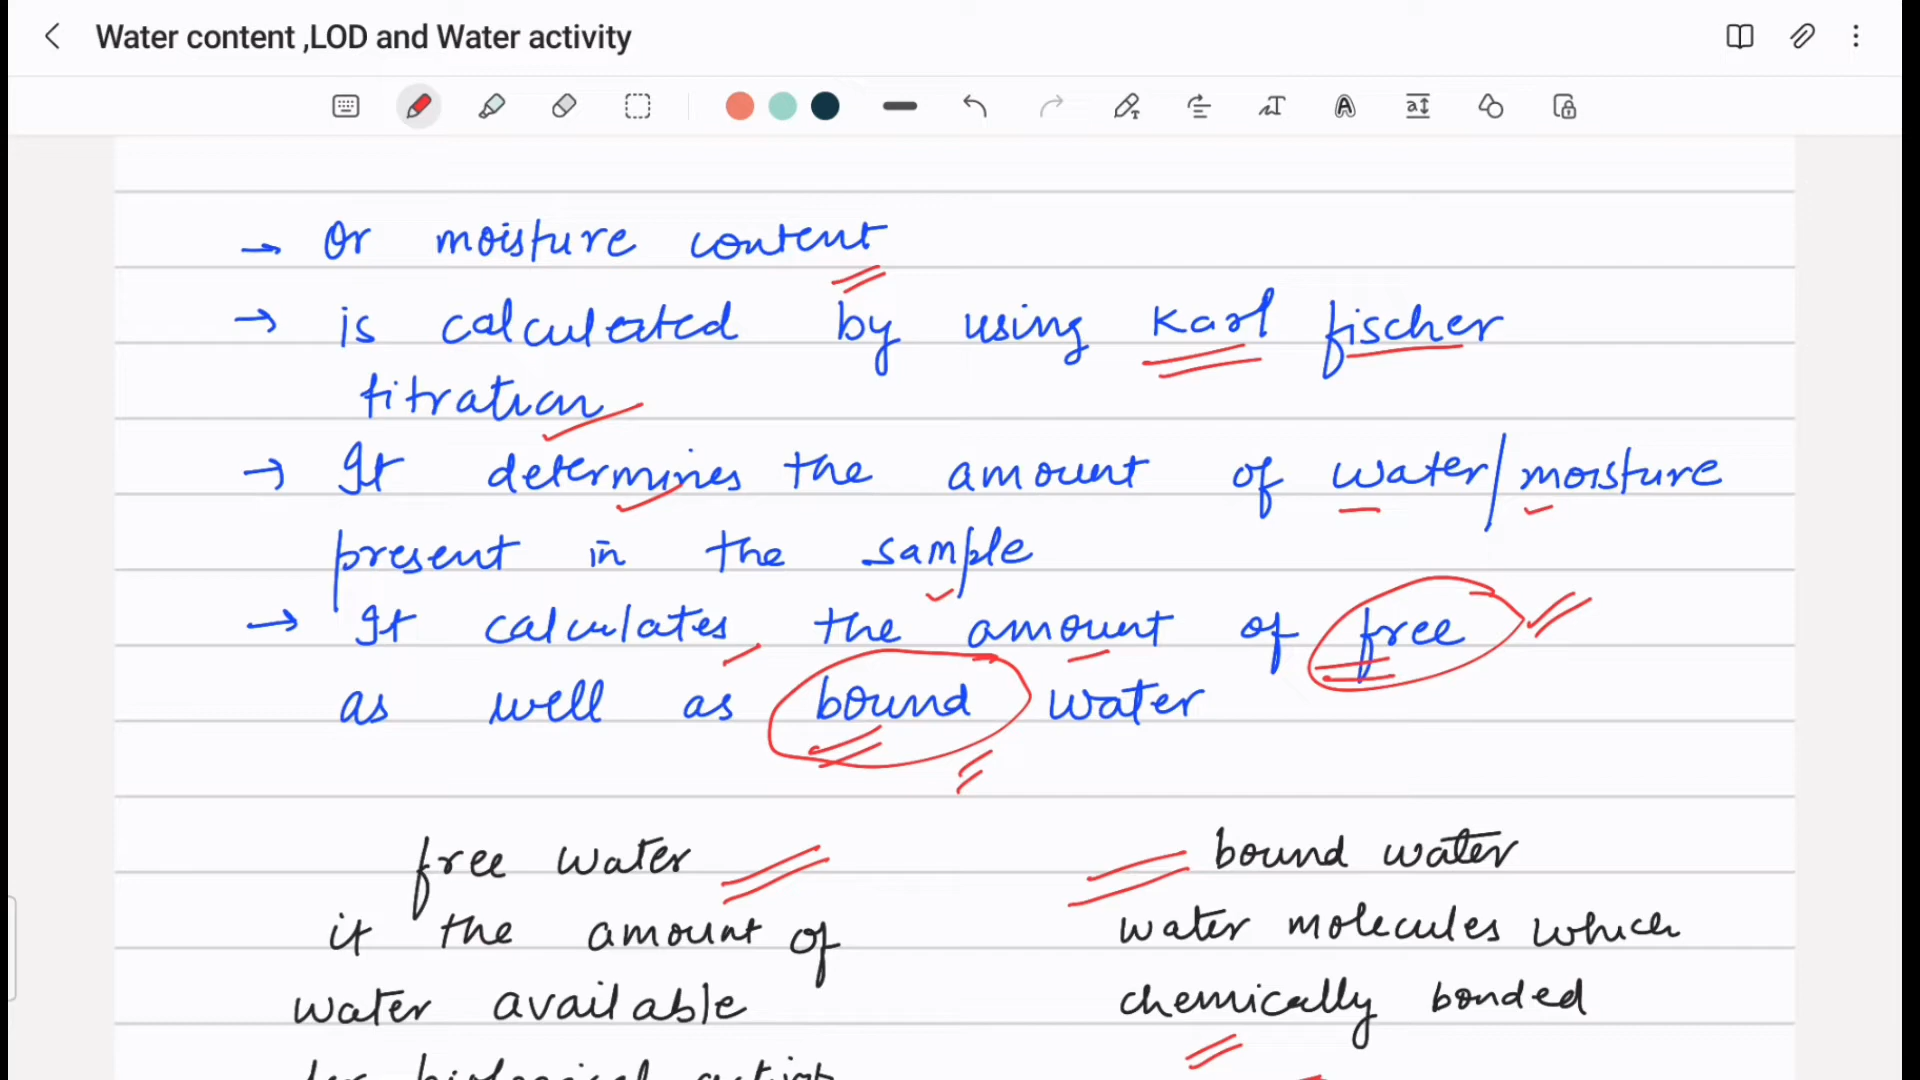 Water content ,LOD and Water activity
→ Or moisture content
→ is calculated by using Karl fischer
titration
→ It determines the amount of water/moisture
present in the sample
→ It calculates the amount of free
as well as bound water
free water
bound water
it the amount of
water molecules which
water available
chemically bonded